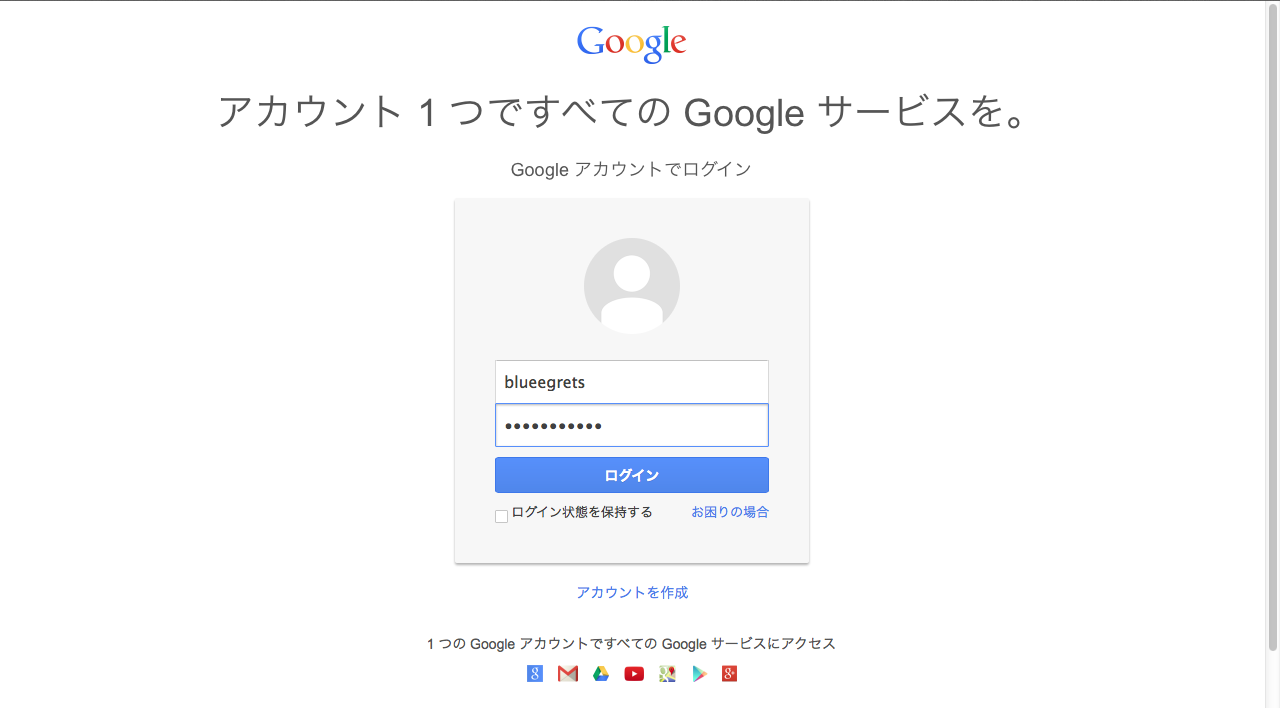 Google
アカウント 1 つですべての Google サービスを。
Google アカウントでログイン
blueegrets
•••••••••••
ログイン
ログイン状態を保持する お困りの場合
アカウントを作成
1 つの Google アカウントですべての Google サービスにアクセス